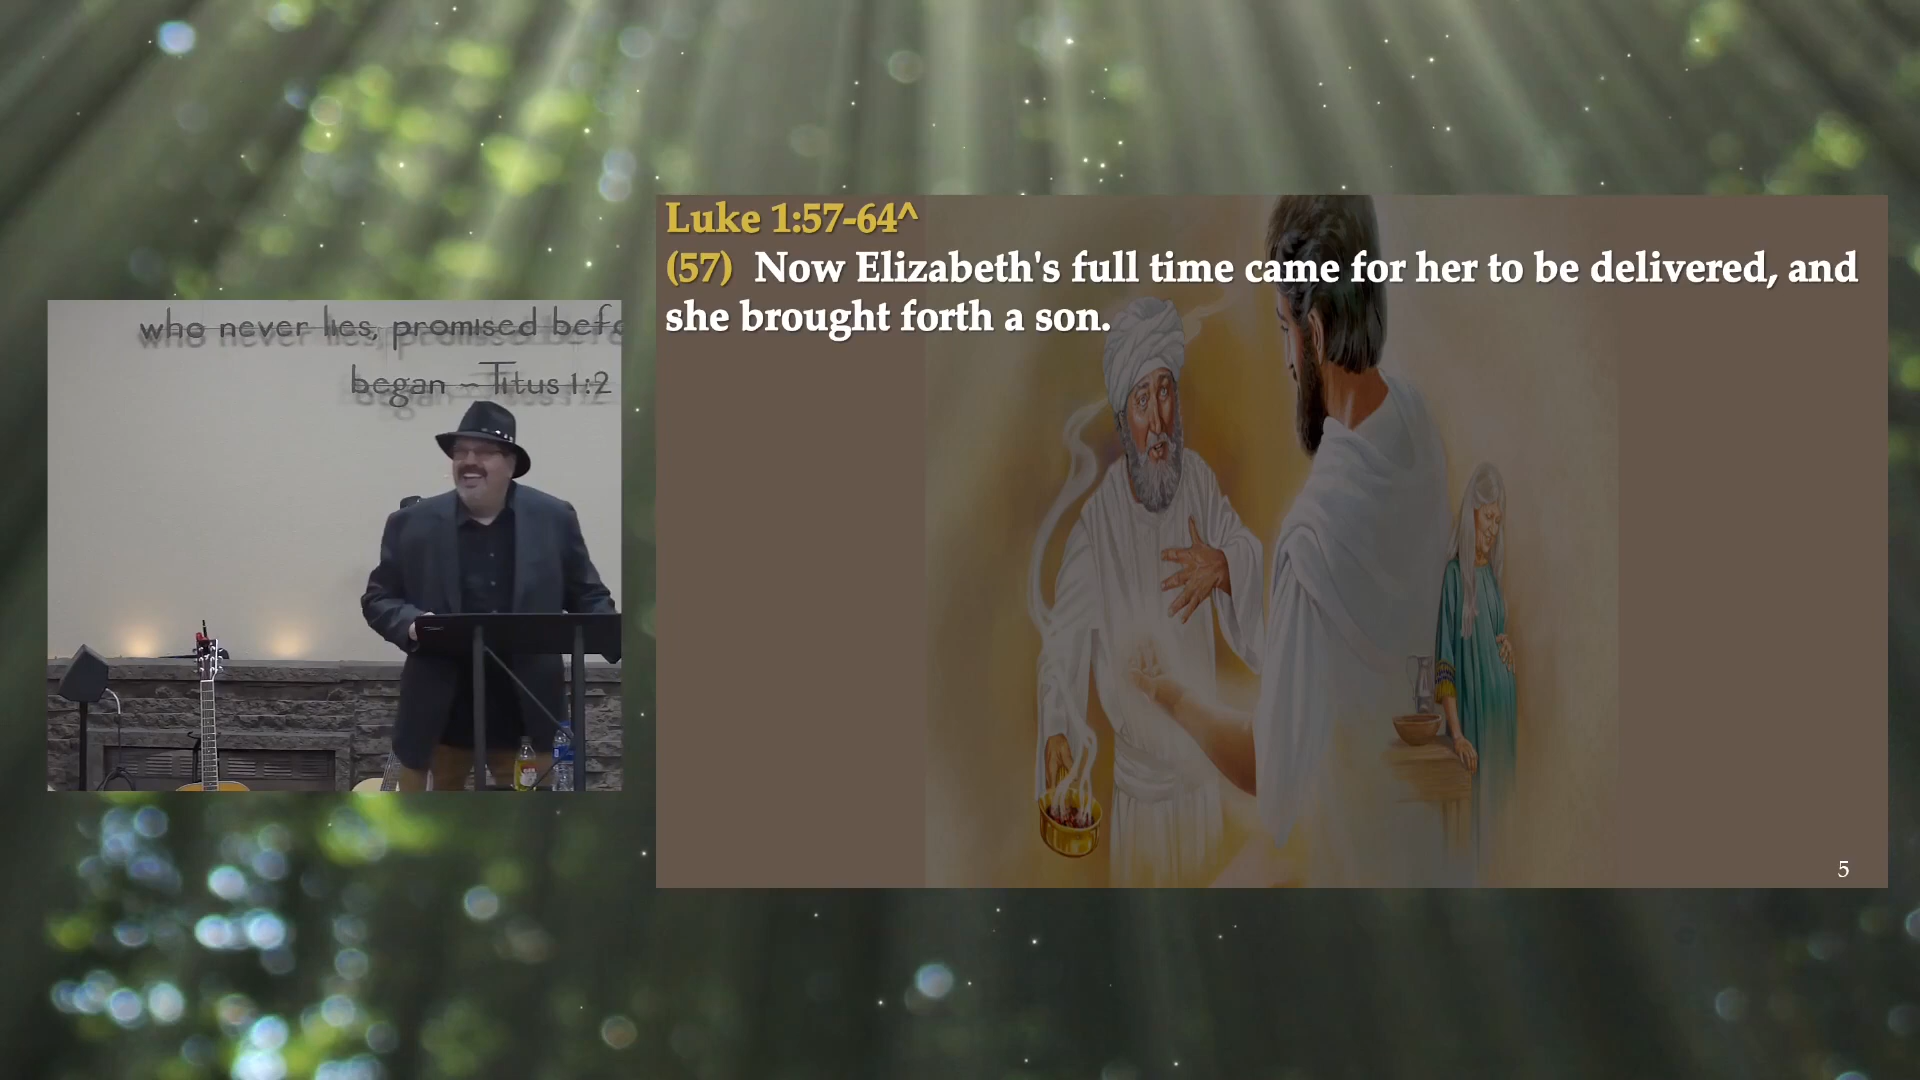 who never lies, promised
began ~ Titus 1:2
Luke 1:57-64^
(57) Now Elizabeth's full time came for her to be delivered, and
she brought forth a son.
5